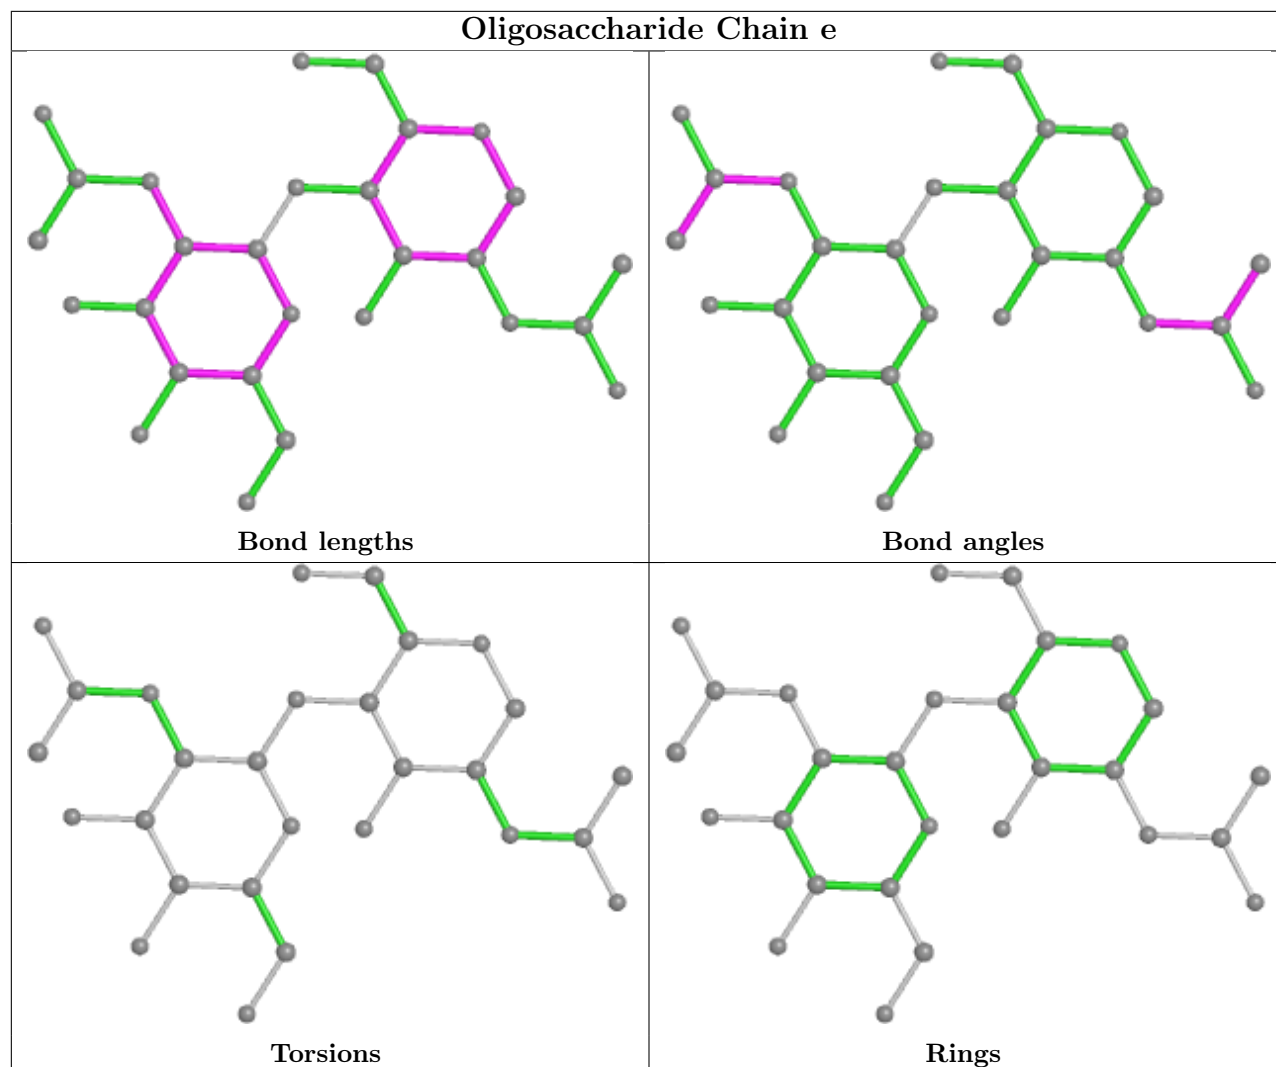 Oligosaccharide Chain e
Bond lengths
Bond angles
Torsions
Rings